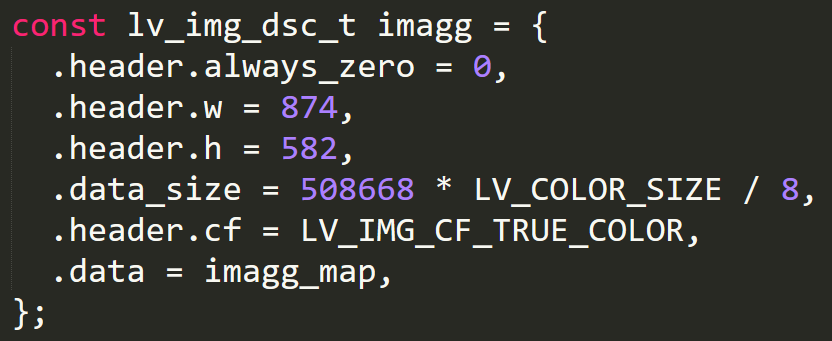 const lv_img_dsc_t imagg = {
  .header.always_zero = 0,
  .header.w = 874,
  .header.h = 582,
  .data_size = 508668 * LV_COLOR_SIZE / 8,
  .header.cf = LV_IMG_CF_TRUE_COLOR,
  .data = imagg_map,
};